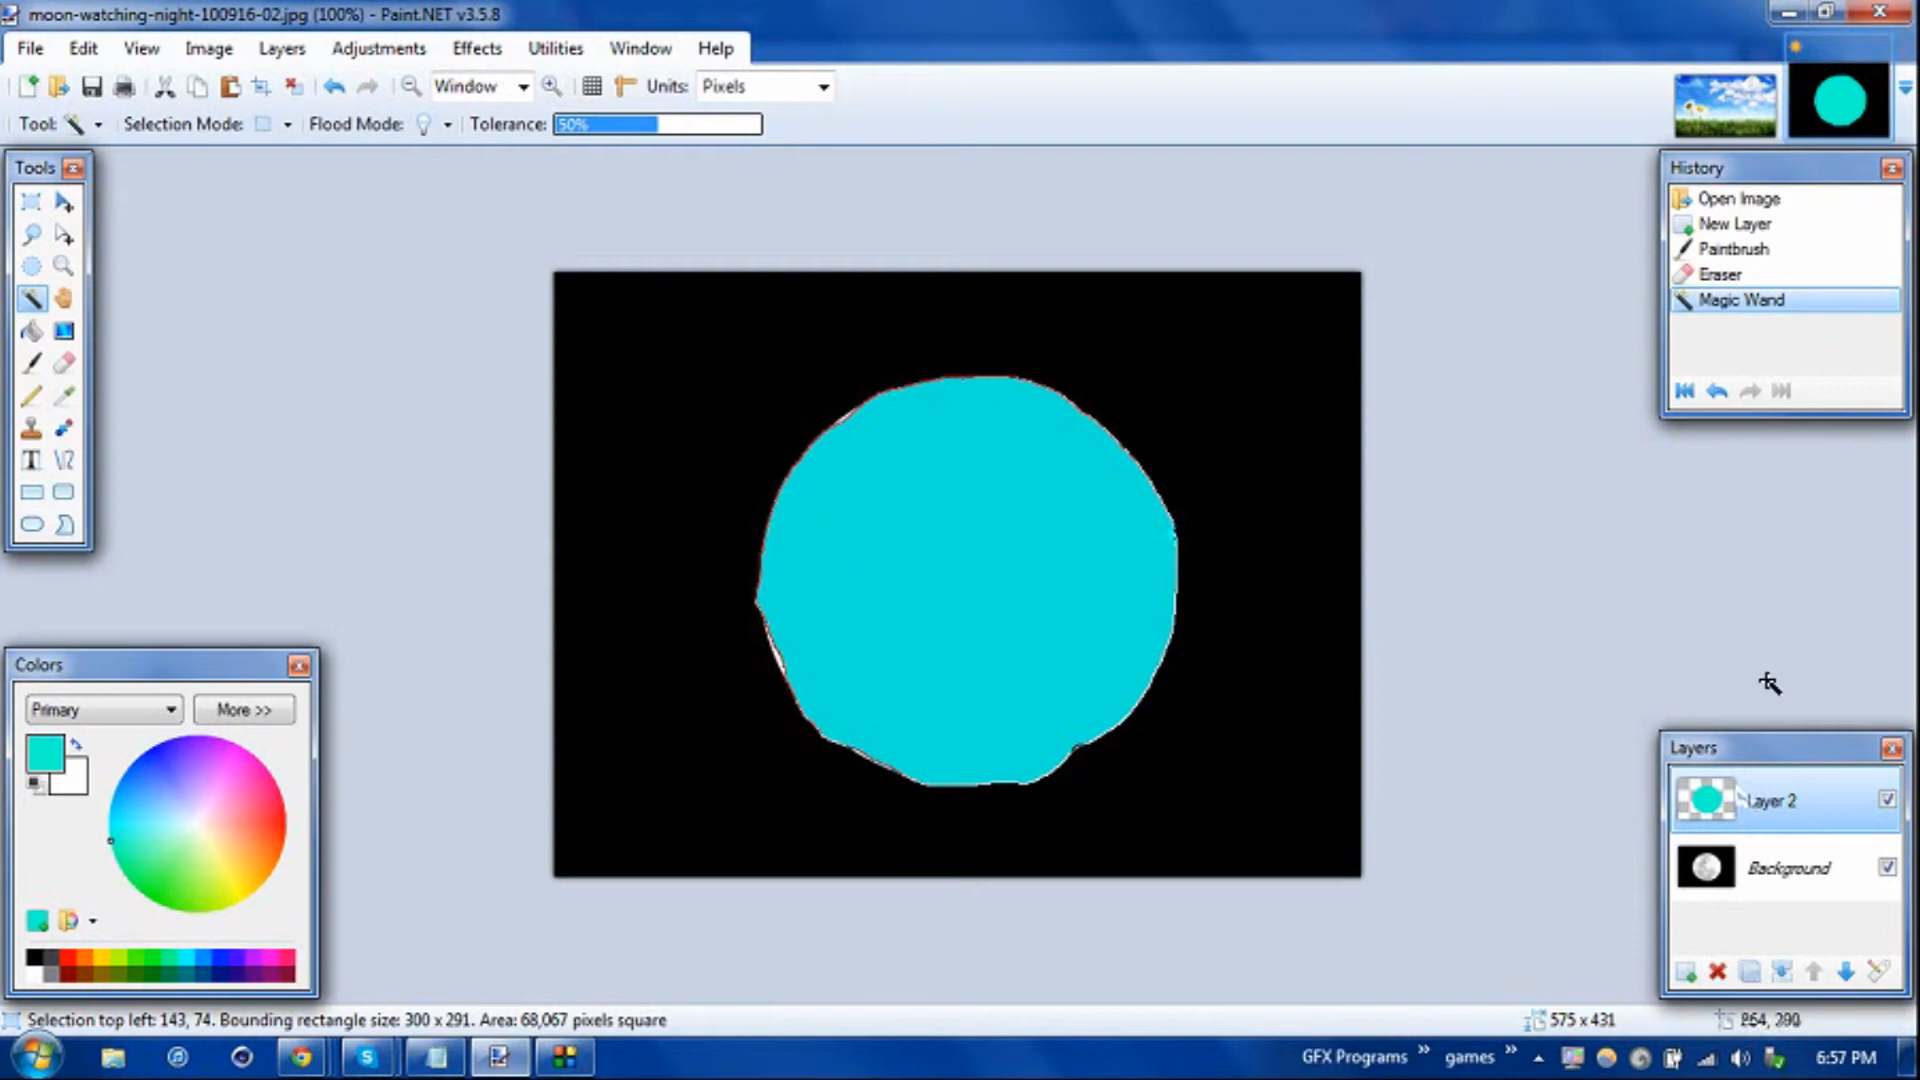 moon-watching-night-100916-02.jpg (100%) - Paint.NET v3.5.8
File Edit View Image Layers Adjustments Effects Utilities Window Help
Window Units: Pixels
Tool: Selection Mode: Flood Mode: Tolerance: 50%
Tools
History
Open Image
New Layer
Paintbrush
Eraser
Magic Wand
Colors
Primary More >>
Layers
Layer 2
Background
Selection top left: 143, 74. Bounding rectangle size: 300 x 291. Area: 68,067 pixels square 575 x 431
GFX Programs » games » 6:57 PM